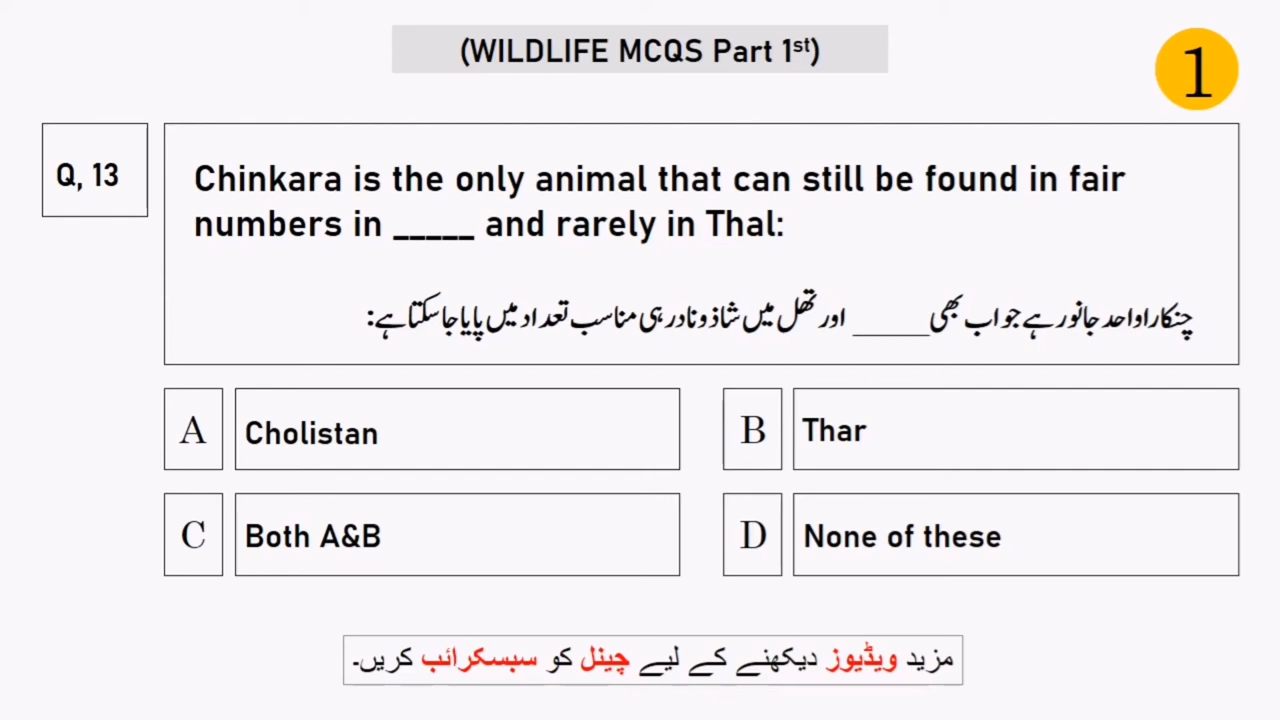 (WILDLIFE MCQS Part 1st)
1
Q, 13
Chinkara is the only animal that can still be found in fair
numbers in _____ and rarely in Thal:
چنکارا واحد جانور ہے جو اب بھی _____ اور تھل میں شاذ و نادر ہی مناسب تعداد میں پایا جا سکتا ہے:
A
Cholistan
B
Thar
C
Both A&B
D
None of these
مزید ویڈیوز دیکھنے کے لیے چینل کو سبسکرائب کریں۔